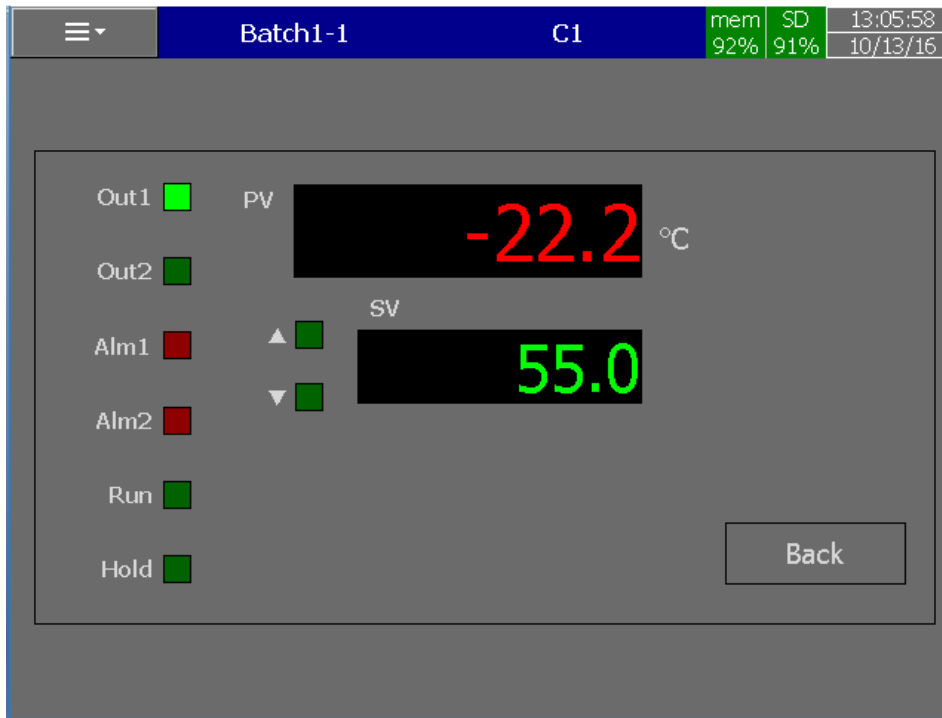 Batch1-1 C1 mem SD 13:05:58
92% 91% 10/13/16
Out1 PV -22.2 °C
Out2
SV
Alm1 55.0
Alm2
Run
Hold Back